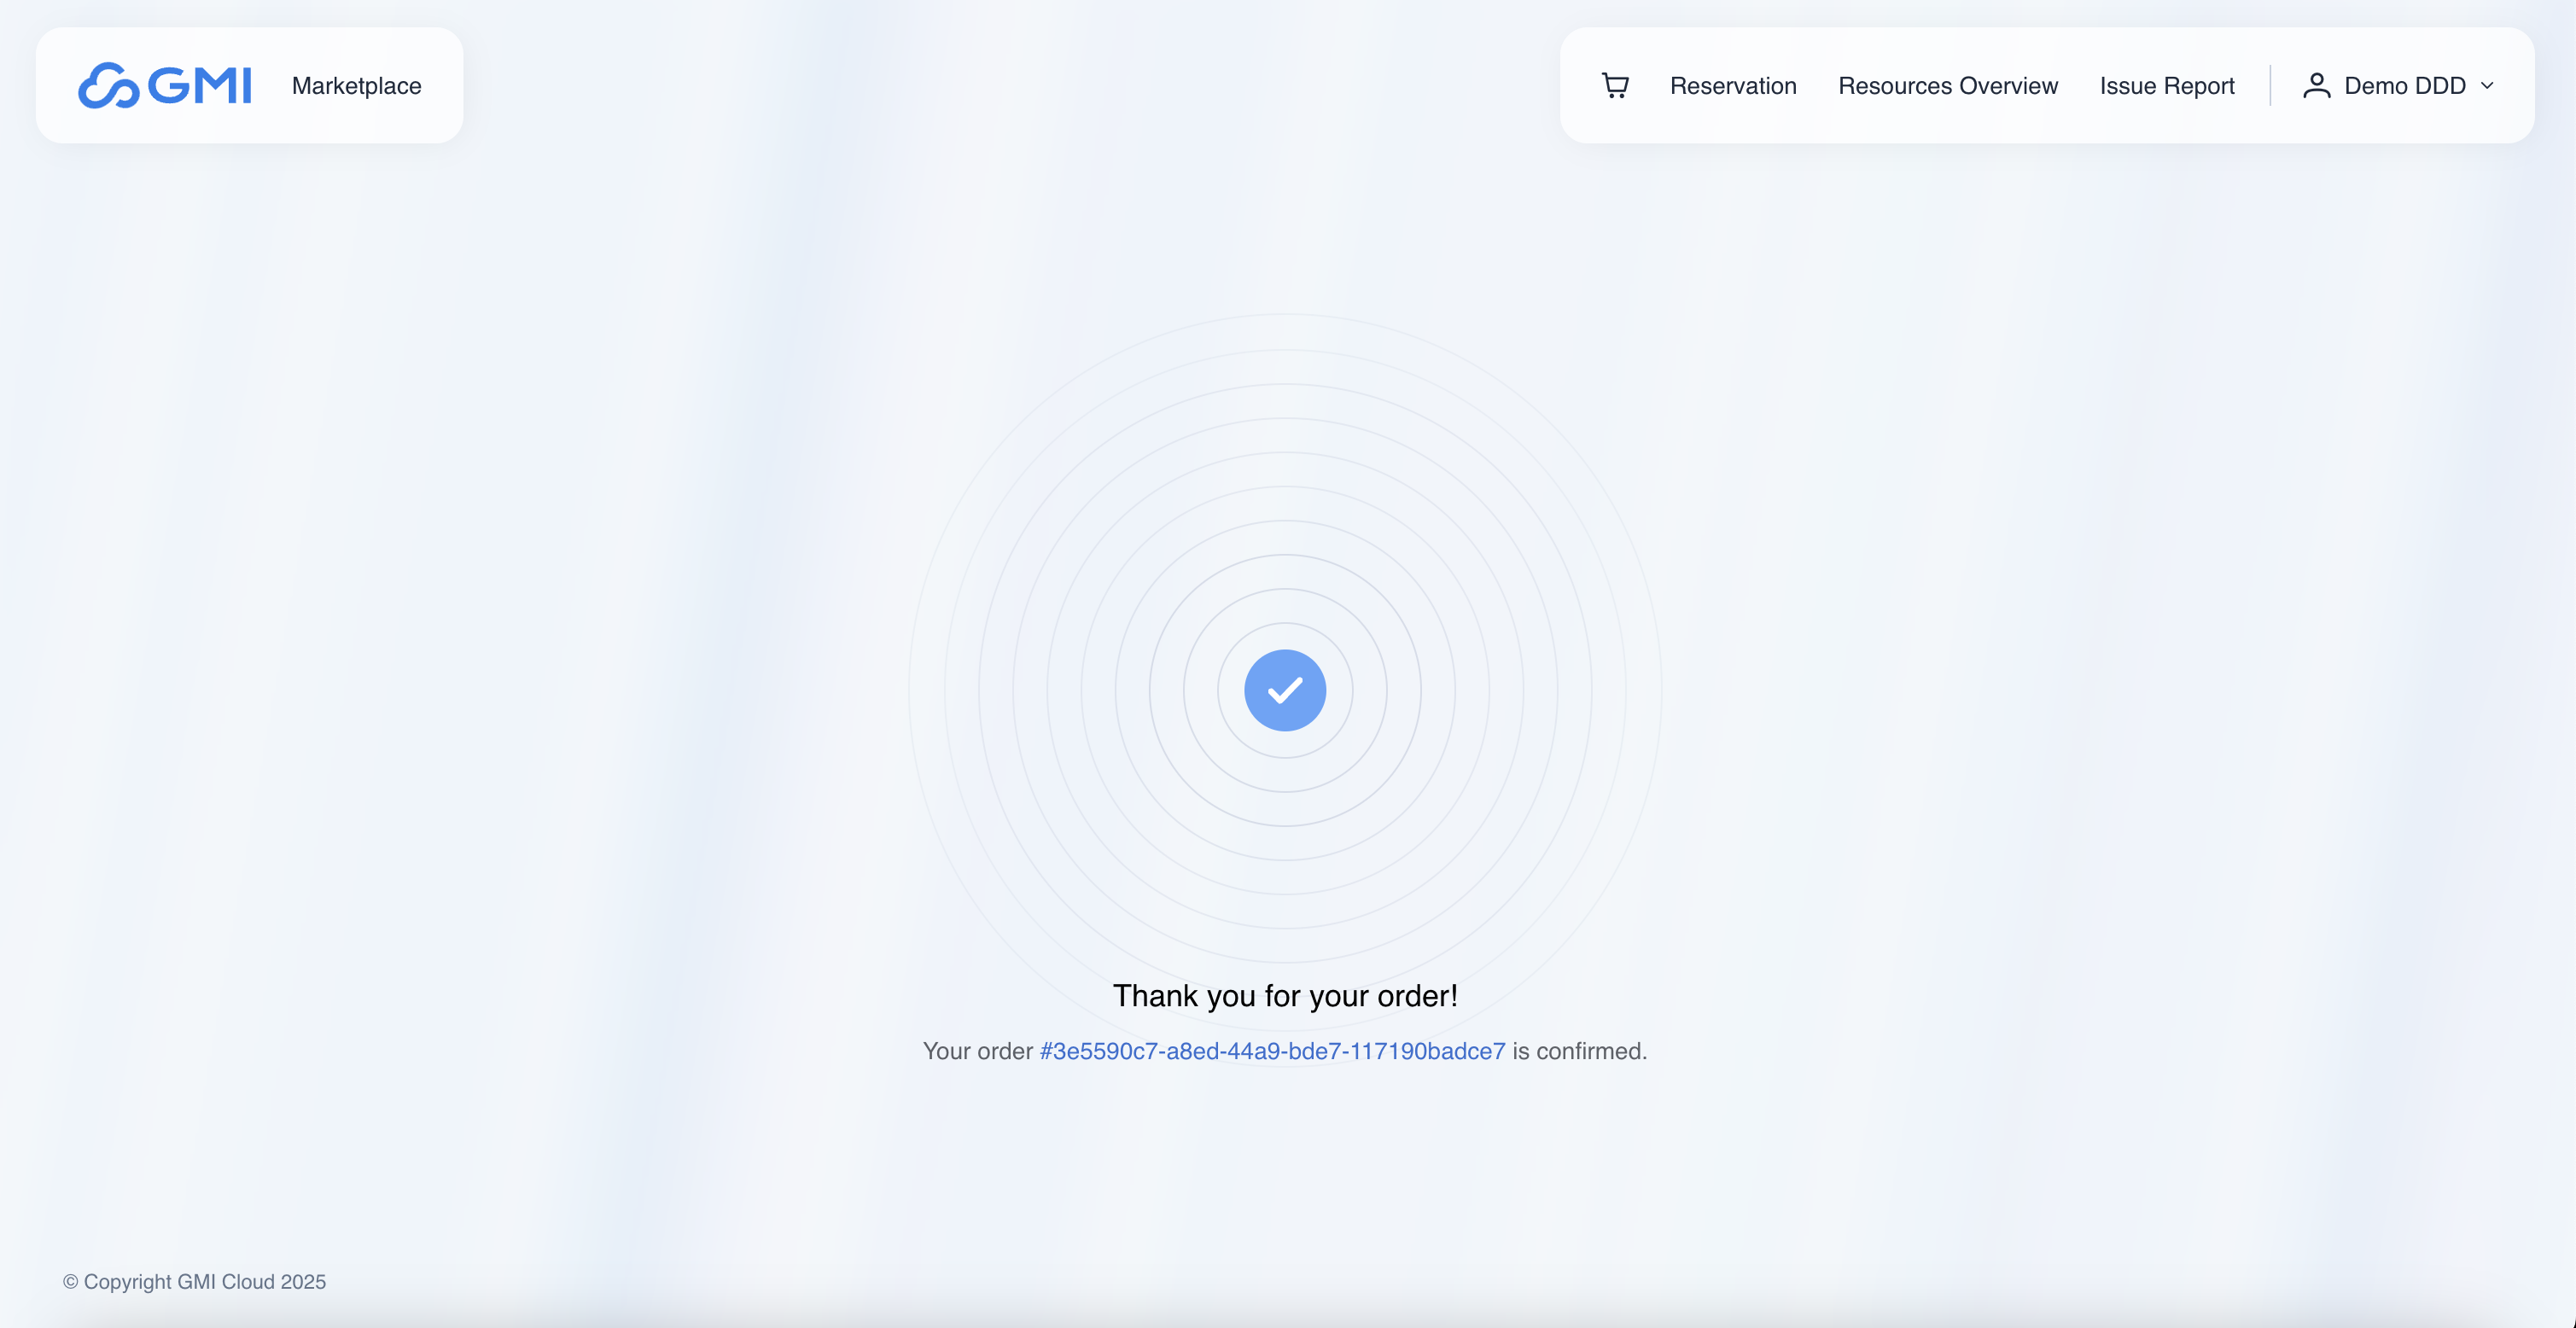 GMI Marketplace
Reservation Resources Overview Issue Report Demo DDD
Thank you for your order!
Your order #3e5590c7-a8ed-44a9-bde7-117190badce7 is confirmed.
© Copyright GMI Cloud 2025